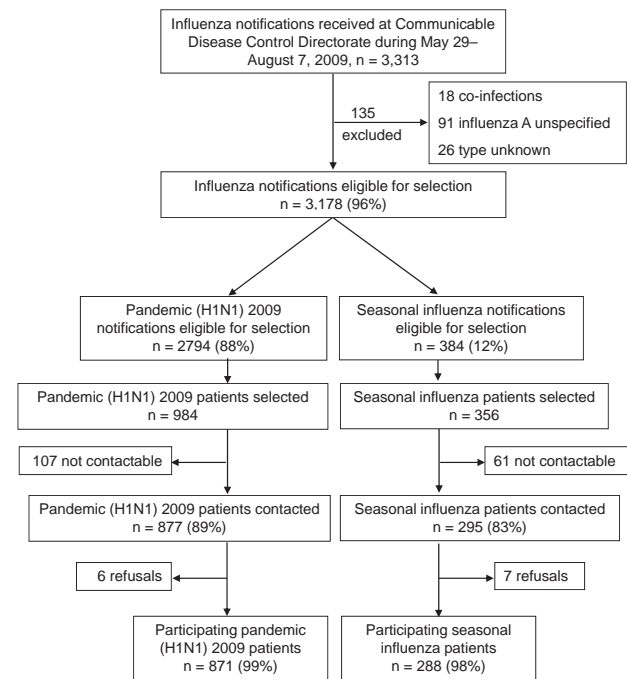 Influenza notifications received at Communicable
Disease Control Directorate during May 29–
August 7, 2009, n = 3,313
135
excluded
18 co-infections
91 influenza A unspecified
26 type unknown
Influenza notifications eligible for selection
n = 3,178 (96%)
Pandemic (H1N1) 2009
notifications eligible for selection
n = 2794 (88%)
Seasonal influenza notifications
eligible for selection
n = 384 (12%)
Pandemic (H1N1) 2009 patients selected
n = 984
Seasonal influenza patients selected
n = 356
107 not contactable
61 not contactable
Pandemic (H1N1) 2009 patients contacted
n = 877 (89%)
Seasonal influenza patients contacted
n = 295 (83%)
6 refusals
7 refusals
Participating pandemic
(H1N1) 2009 patients
n = 871 (99%)
Participating seasonal
influenza patients
n = 288 (98%)